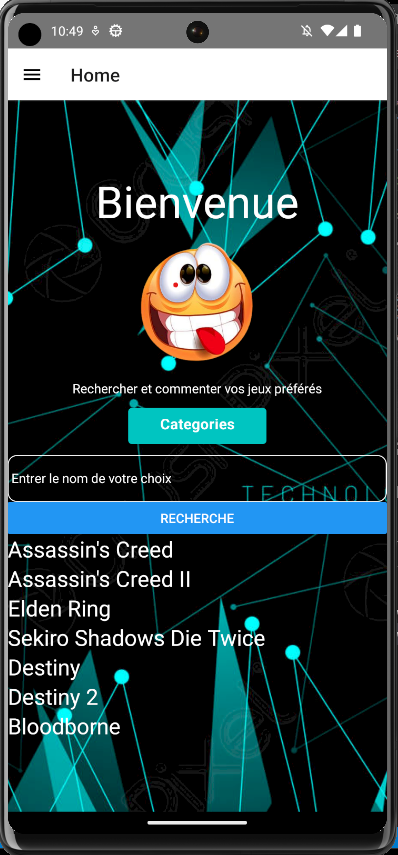 10:49
Home
Bienvenue
Rechercher et commenter vos jeux préférés
Categories
Entrer le nom de votre choix
TECHNOL
RECHERCHE
Assassin's Creed
Assassin's Creed II
Elden Ring
Sekiro Shadows Die Twice
Destiny
Destiny 2
Bloodborne